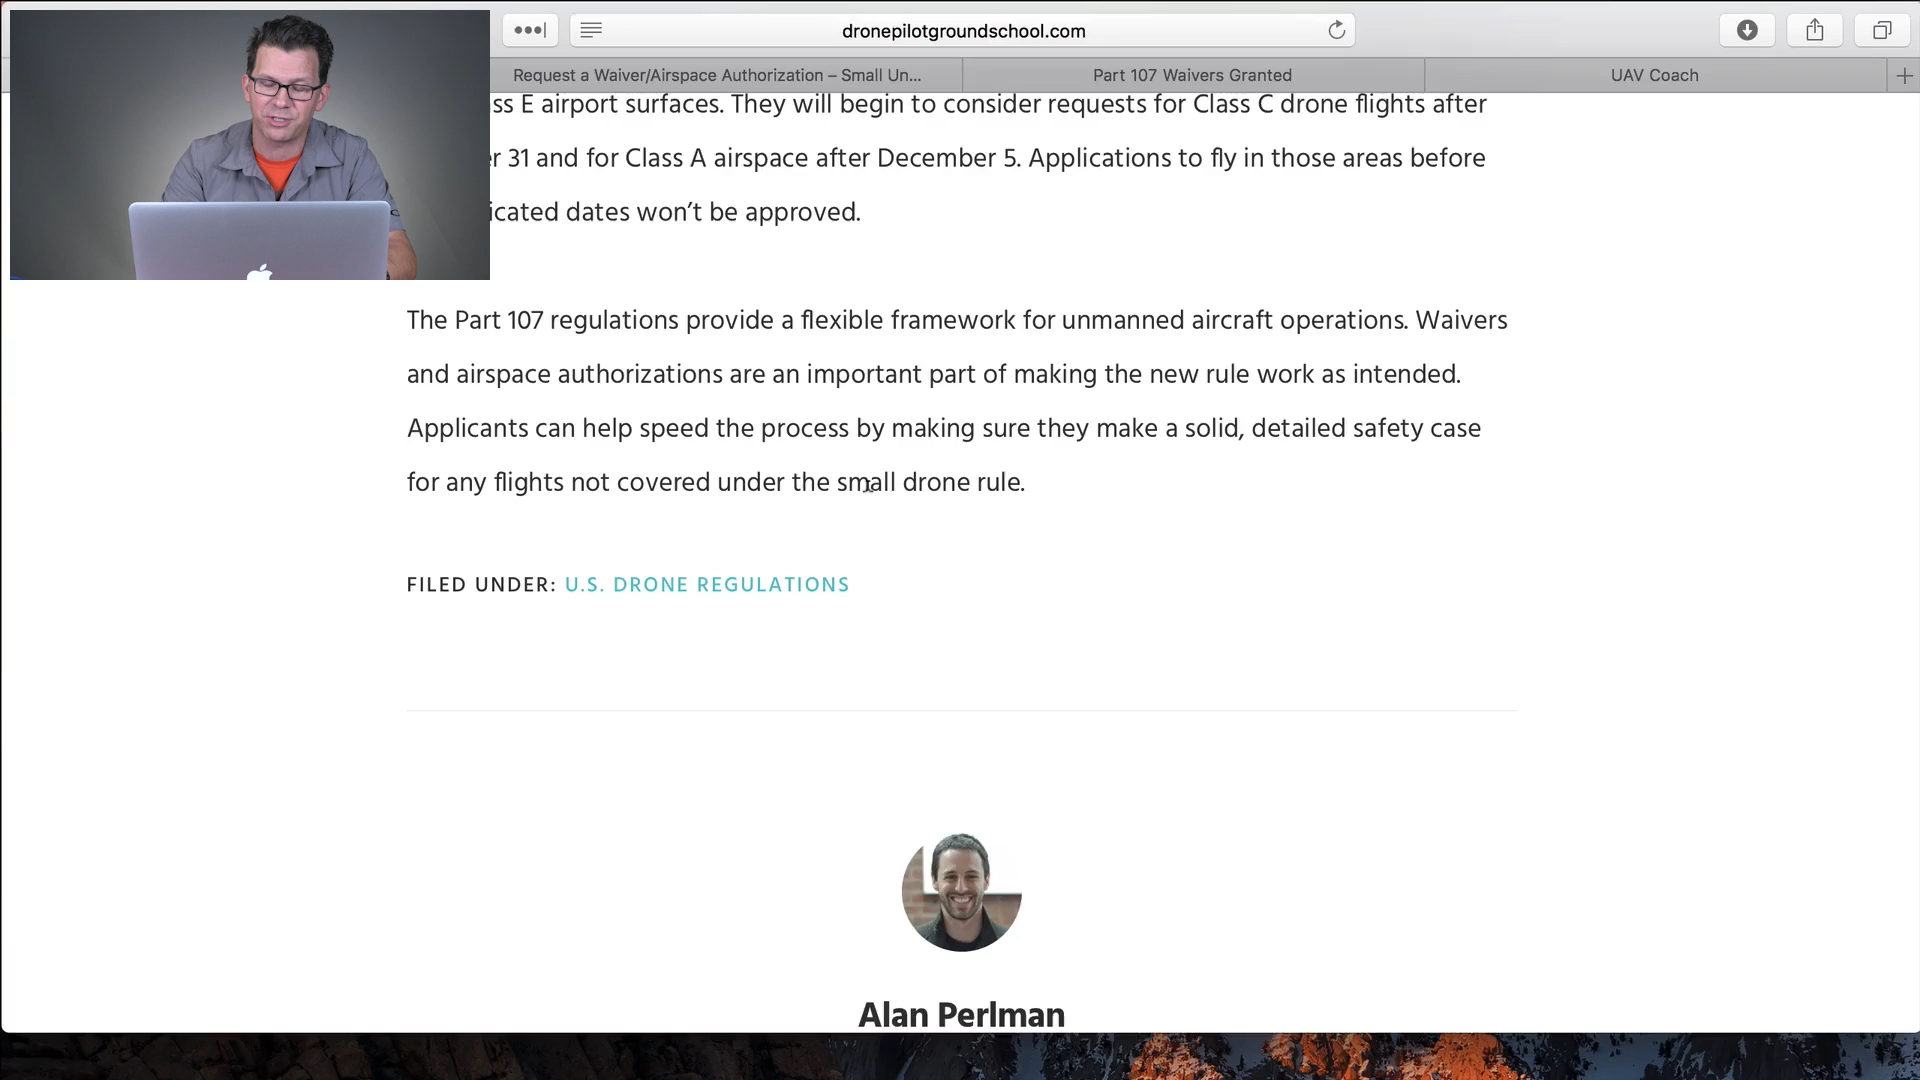 dronepilotgroundschool.com
Request a Waiver/Airspace Authorization – Small Un...
Part 107 Waivers Granted
UAV Coach
ss E airport surfaces. They will begin to consider requests for Class C drone flights after
r 31 and for Class A airspace after December 5. Applications to fly in those areas before
icated dates won’t be approved.
The Part 107 regulations provide a flexible framework for unmanned aircraft operations. Waivers
and airspace authorizations are an important part of making the new rule work as intended.
Applicants can help speed the process by making sure they make a solid, detailed safety case
for any flights not covered under the small drone rule.
FILED UNDER: U.S. DRONE REGULATIONS
Alan Perlman